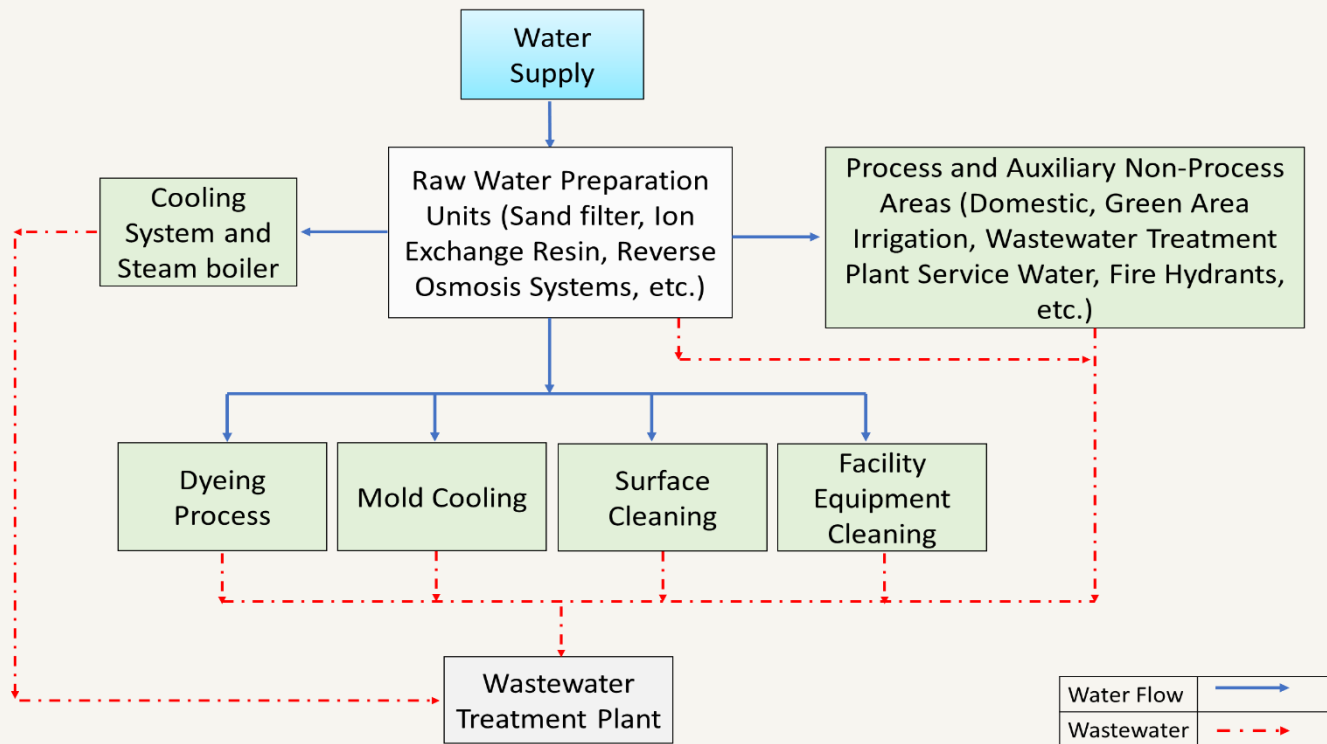 Water
Supply
Raw Water Preparation
Units (Sand filter, Ion
Exchange Resin, Reverse
Osmosis Systems, etc.)
Cooling
System and
Steam boiler
Process and Auxiliary Non-Process
Areas (Domestic, Green Area
Irrigation, Wastewater Treatment
Plant Service Water, Fire Hydrants,
etc.)
Dyeing
Process
Mold Cooling
Surface
Cleaning
Facility
Equipment
Cleaning
Wastewater
Treatment Plant
Water Flow
Wastewater